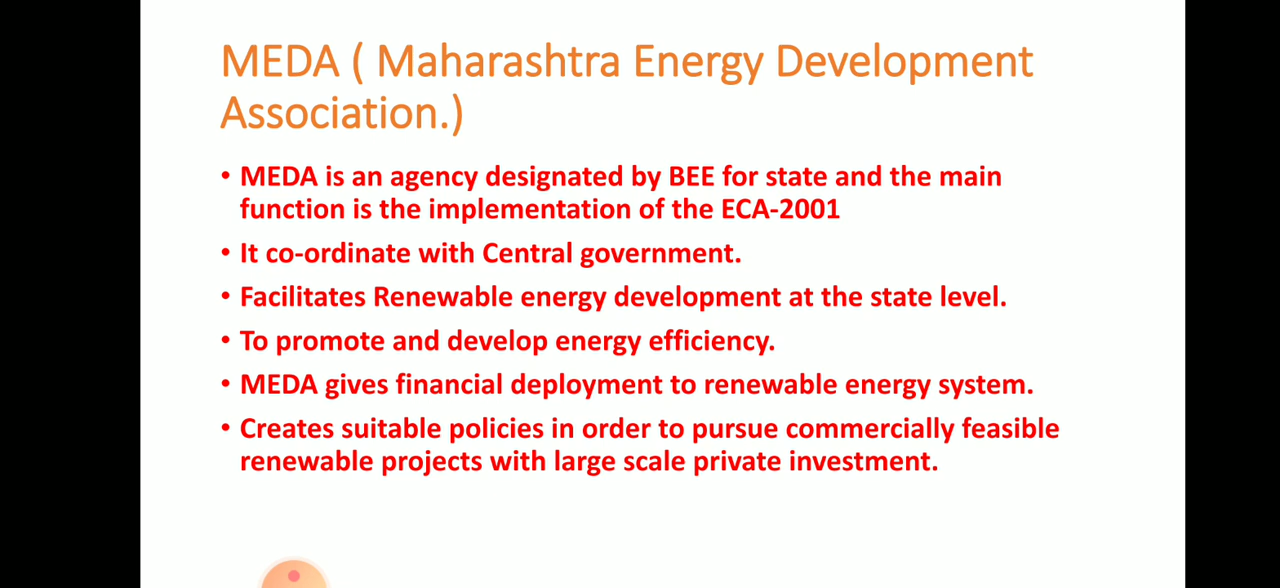 MEDA ( Maharashtra Energy Development
Association.)
• MEDA is an agency designated by BEE for state and the main
function is the implementation of the ECA-2001
• It co-ordinate with Central government.
• Facilitates Renewable energy development at the state level.
• To promote and develop energy efficiency.
• MEDA gives financial deployment to renewable energy system.
• Creates suitable policies in order to pursue commercially feasible
renewable projects with large scale private investment.